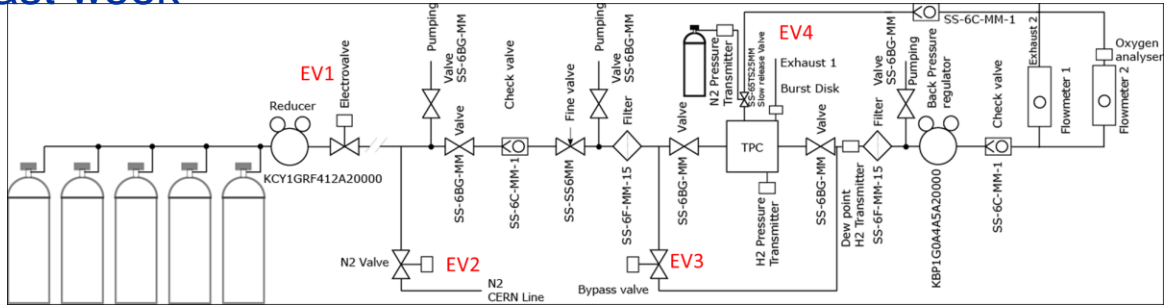 Pumping
Valve
SS-6BG-MM
Pumping
Valve
SS-6BG-MM
EV4
SS-6C-MM-1
Exhaust 2
EV1
Electrovalve
Check valve
Fine valve
N2 Pressure
Transmitter
SS-6STS25MM
Slow release Valve
Exhaust 1
Burst Disk
Valve
SS-6BG-MM
Pumping
Back Pressure
regulator
Oxygen
analyser
Reducer
Valve
Filter
Valve
TPC
Valve
Filter
Check valve
Flowmeter 1
Flowmeter 2
KCY1GRF412A20000
SS-6BG-MM
SS-6C-MM-1
SS-SS6MM
SS-6F-MM-15
SS-6BG-MM
H2 Pressure
Transmitter
SS-6BG-MM
Dew point
H2 Transmitter
SS-6F-MM-15
KBP1G0A4A5A20000
SS-6C-MM-1
N2 Valve
EV2
EV3
N2
CERN Line
Bypass valve